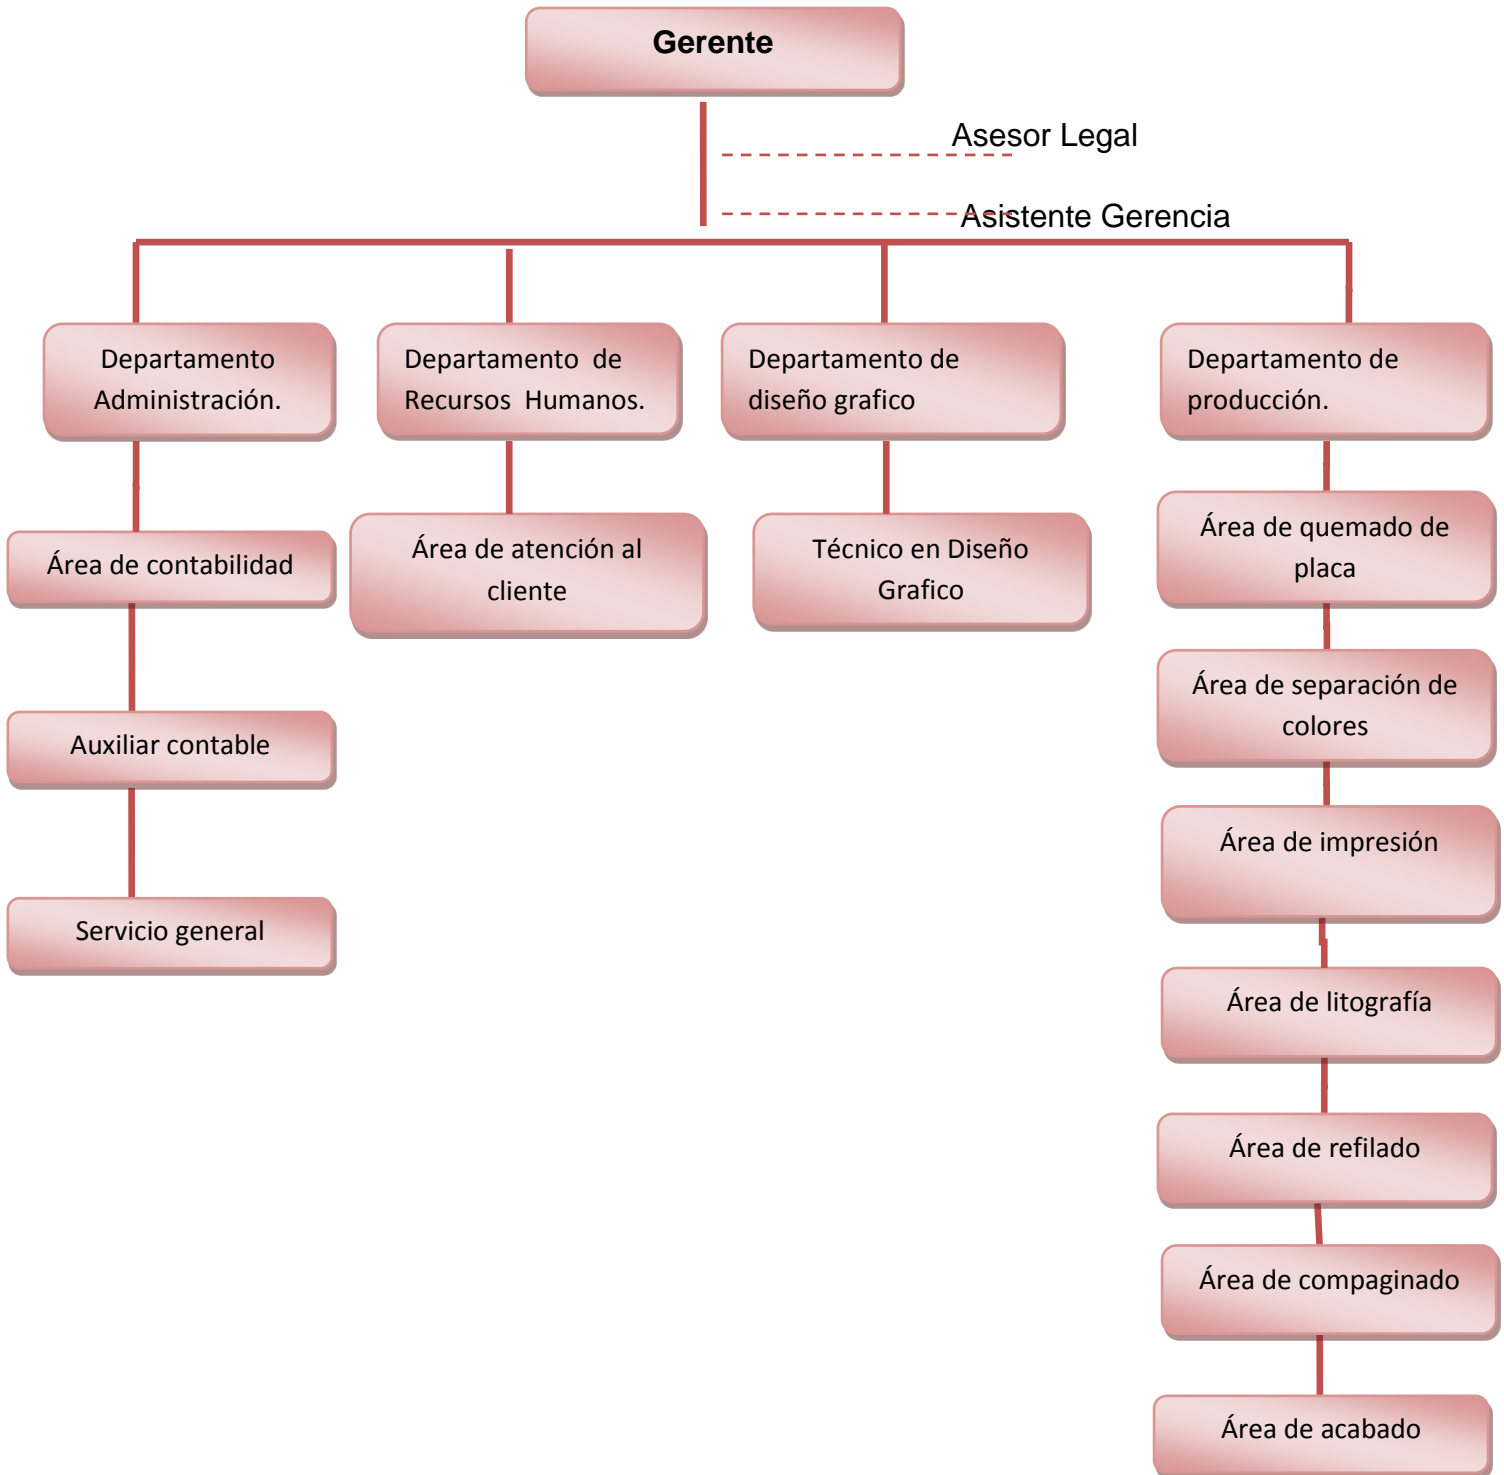 Gerente
Asesor Legal
Asistente Gerencia
Departamento
Administración.
Departamento de
Recursos Humanos.
Departamento de
diseño grafico
Departamento de
producción.
Área de contabilidad
Área de atención al
cliente
Técnico en Diseño
Grafico
Área de quemado de
placa
Área de separación de
colores
Auxiliar contable
Área de impresión
Servicio general
Área de litografía
Área de refilado
Área de compaginado
Área de acabado